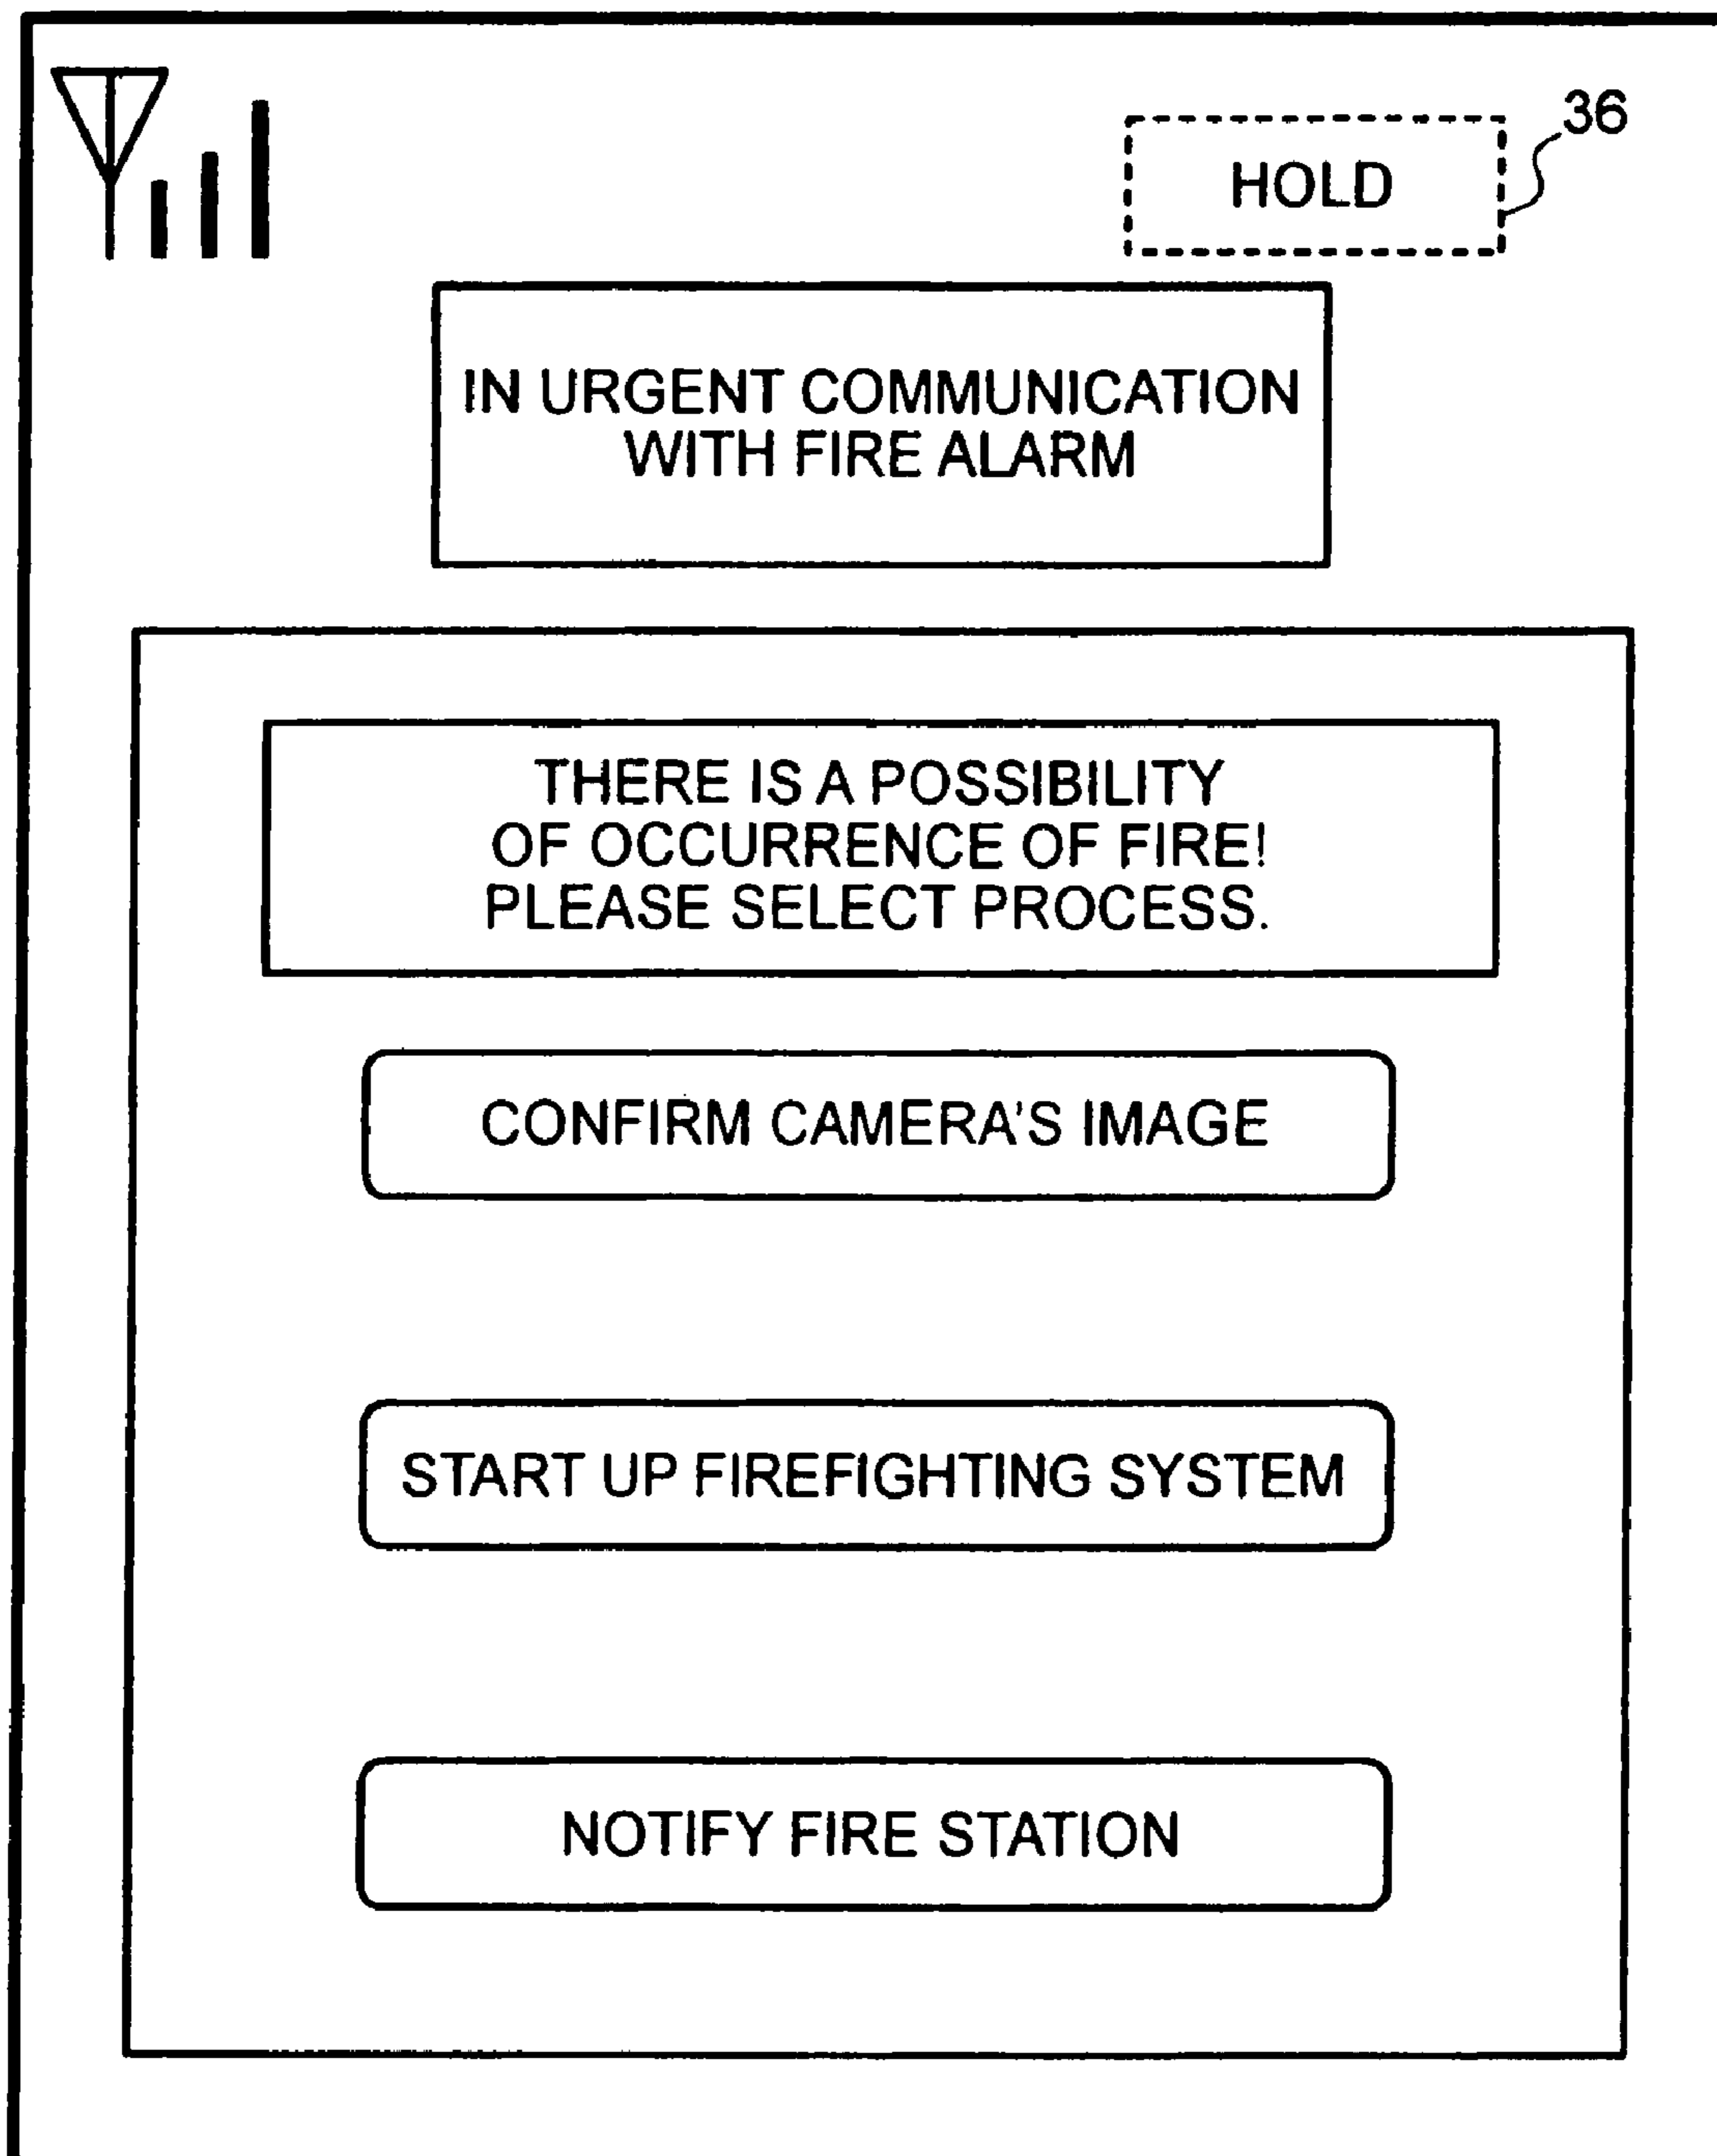 36
HOLD
IN URGENT COMMUNICATION
WITH FIRE ALARM
THERE IS A POSSIBILITY
OF OCCURRENCE OF FIRE!
PLEASE SELECT PROCESS.
CONFIRM CAMERA'S IMAGE
START UP FIREFIGHTING SYSTEM
NOTIFY FIRE STATION